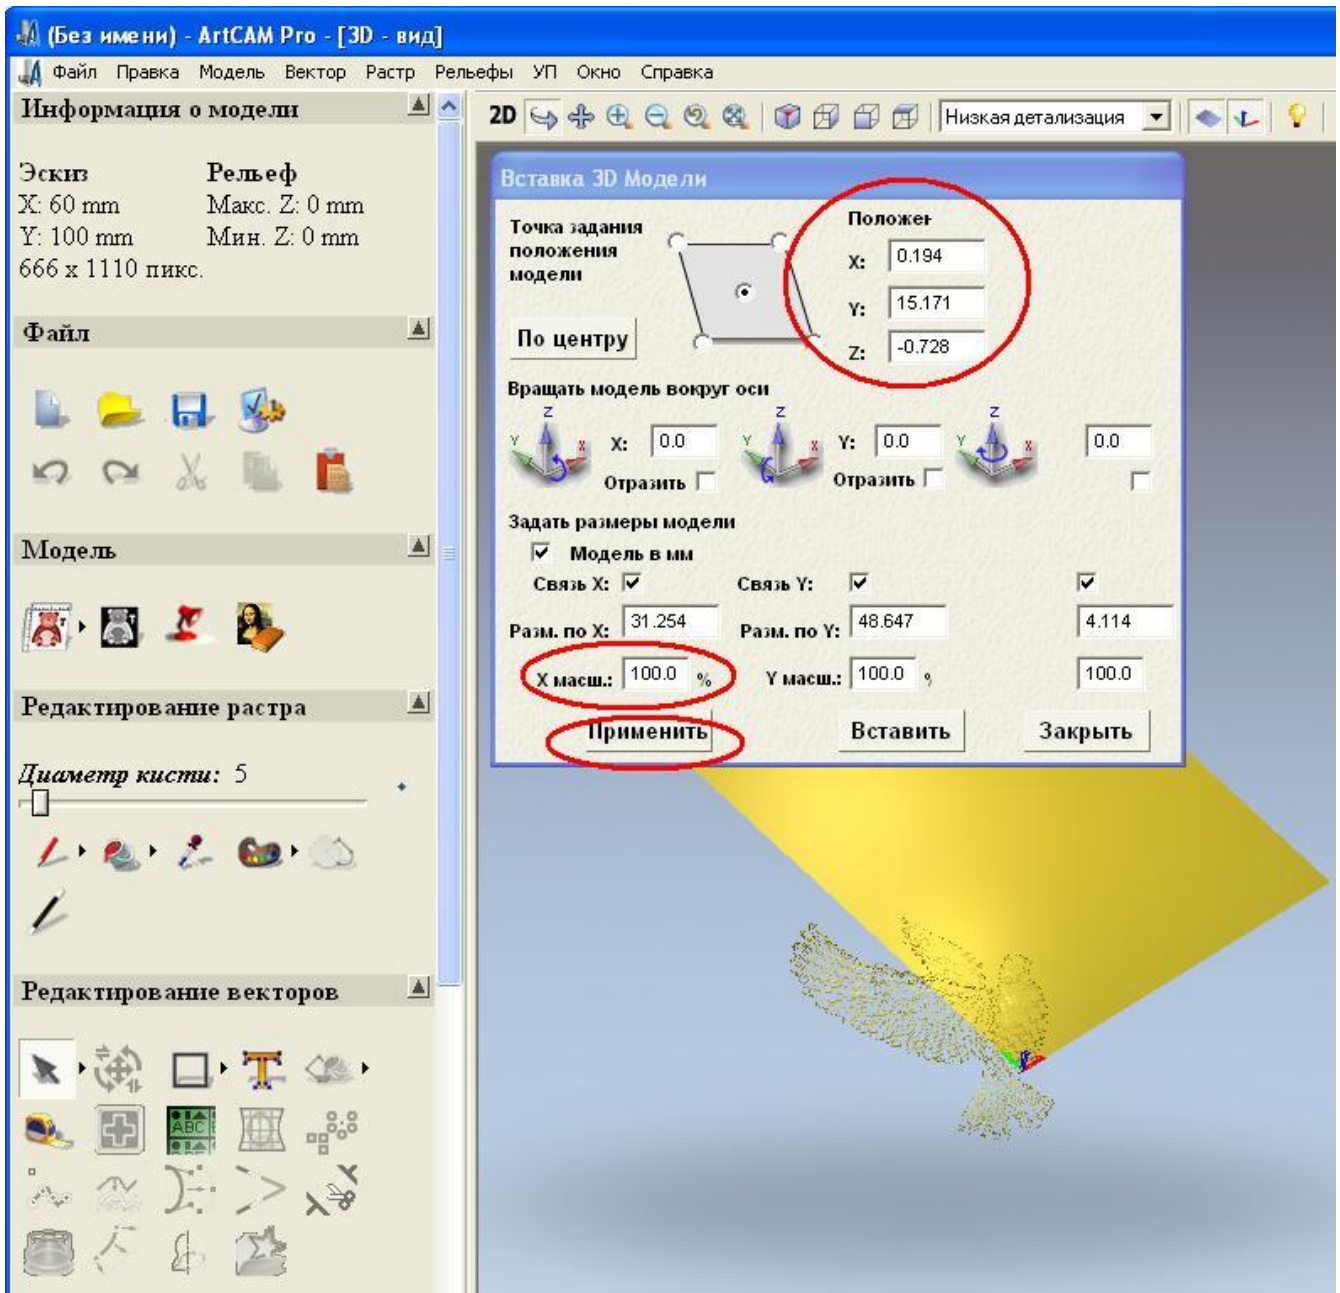 (Без имени) - ArtCAM Pro - [3D - вид]
Файл Правка Модель Вектор Растр Рельефы УП Окно Справка
Информация о модели
2D
Низкая детализация
Эскиз Рельеф
X: 60 mm Макс. Z: 0 mm
Y: 100 mm Мин. Z: 0 mm
666 x 1110 пикс.
Файл
Модель
Редактирование растра
Диаметр кисти: 5
Редактирование векторов
ABC
Вставка 3D Модели
Точка задания
положения
модели
Положен
X: 0.194
Y: 15.171
Z: -0.728
По центру
Вращать модель вокруг оси
Z Z Z
Y X X: 0.0 Y X Y: 0.0 Y X 0.0
Отразить Отразить
Задать размеры модели
Модель в мм
Связь X: Связь Y:
Разм. по X: 31.254 Разм. по Y: 48.647 4.114
X масш.: 100.0 % Y масш.: 100.0 100.0
Применить Вставить Закрыть